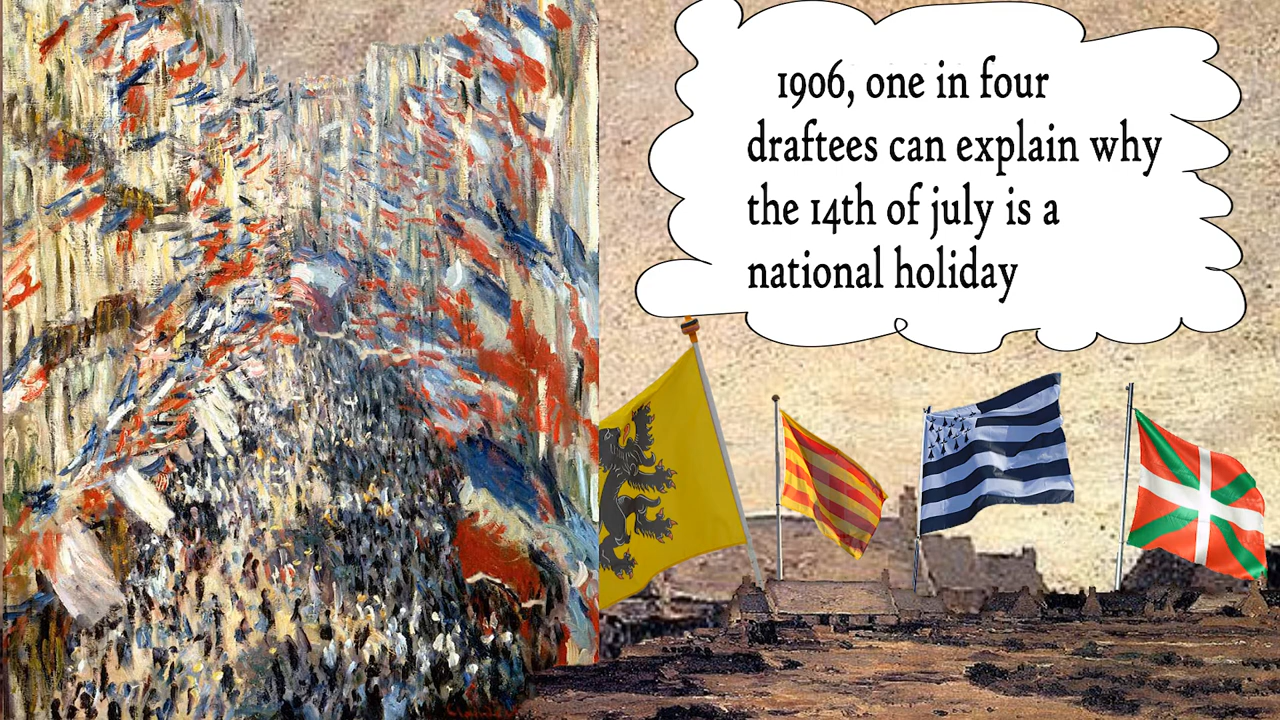 1906, one in four
draftees can explain why
the 14th of july is a
national holiday